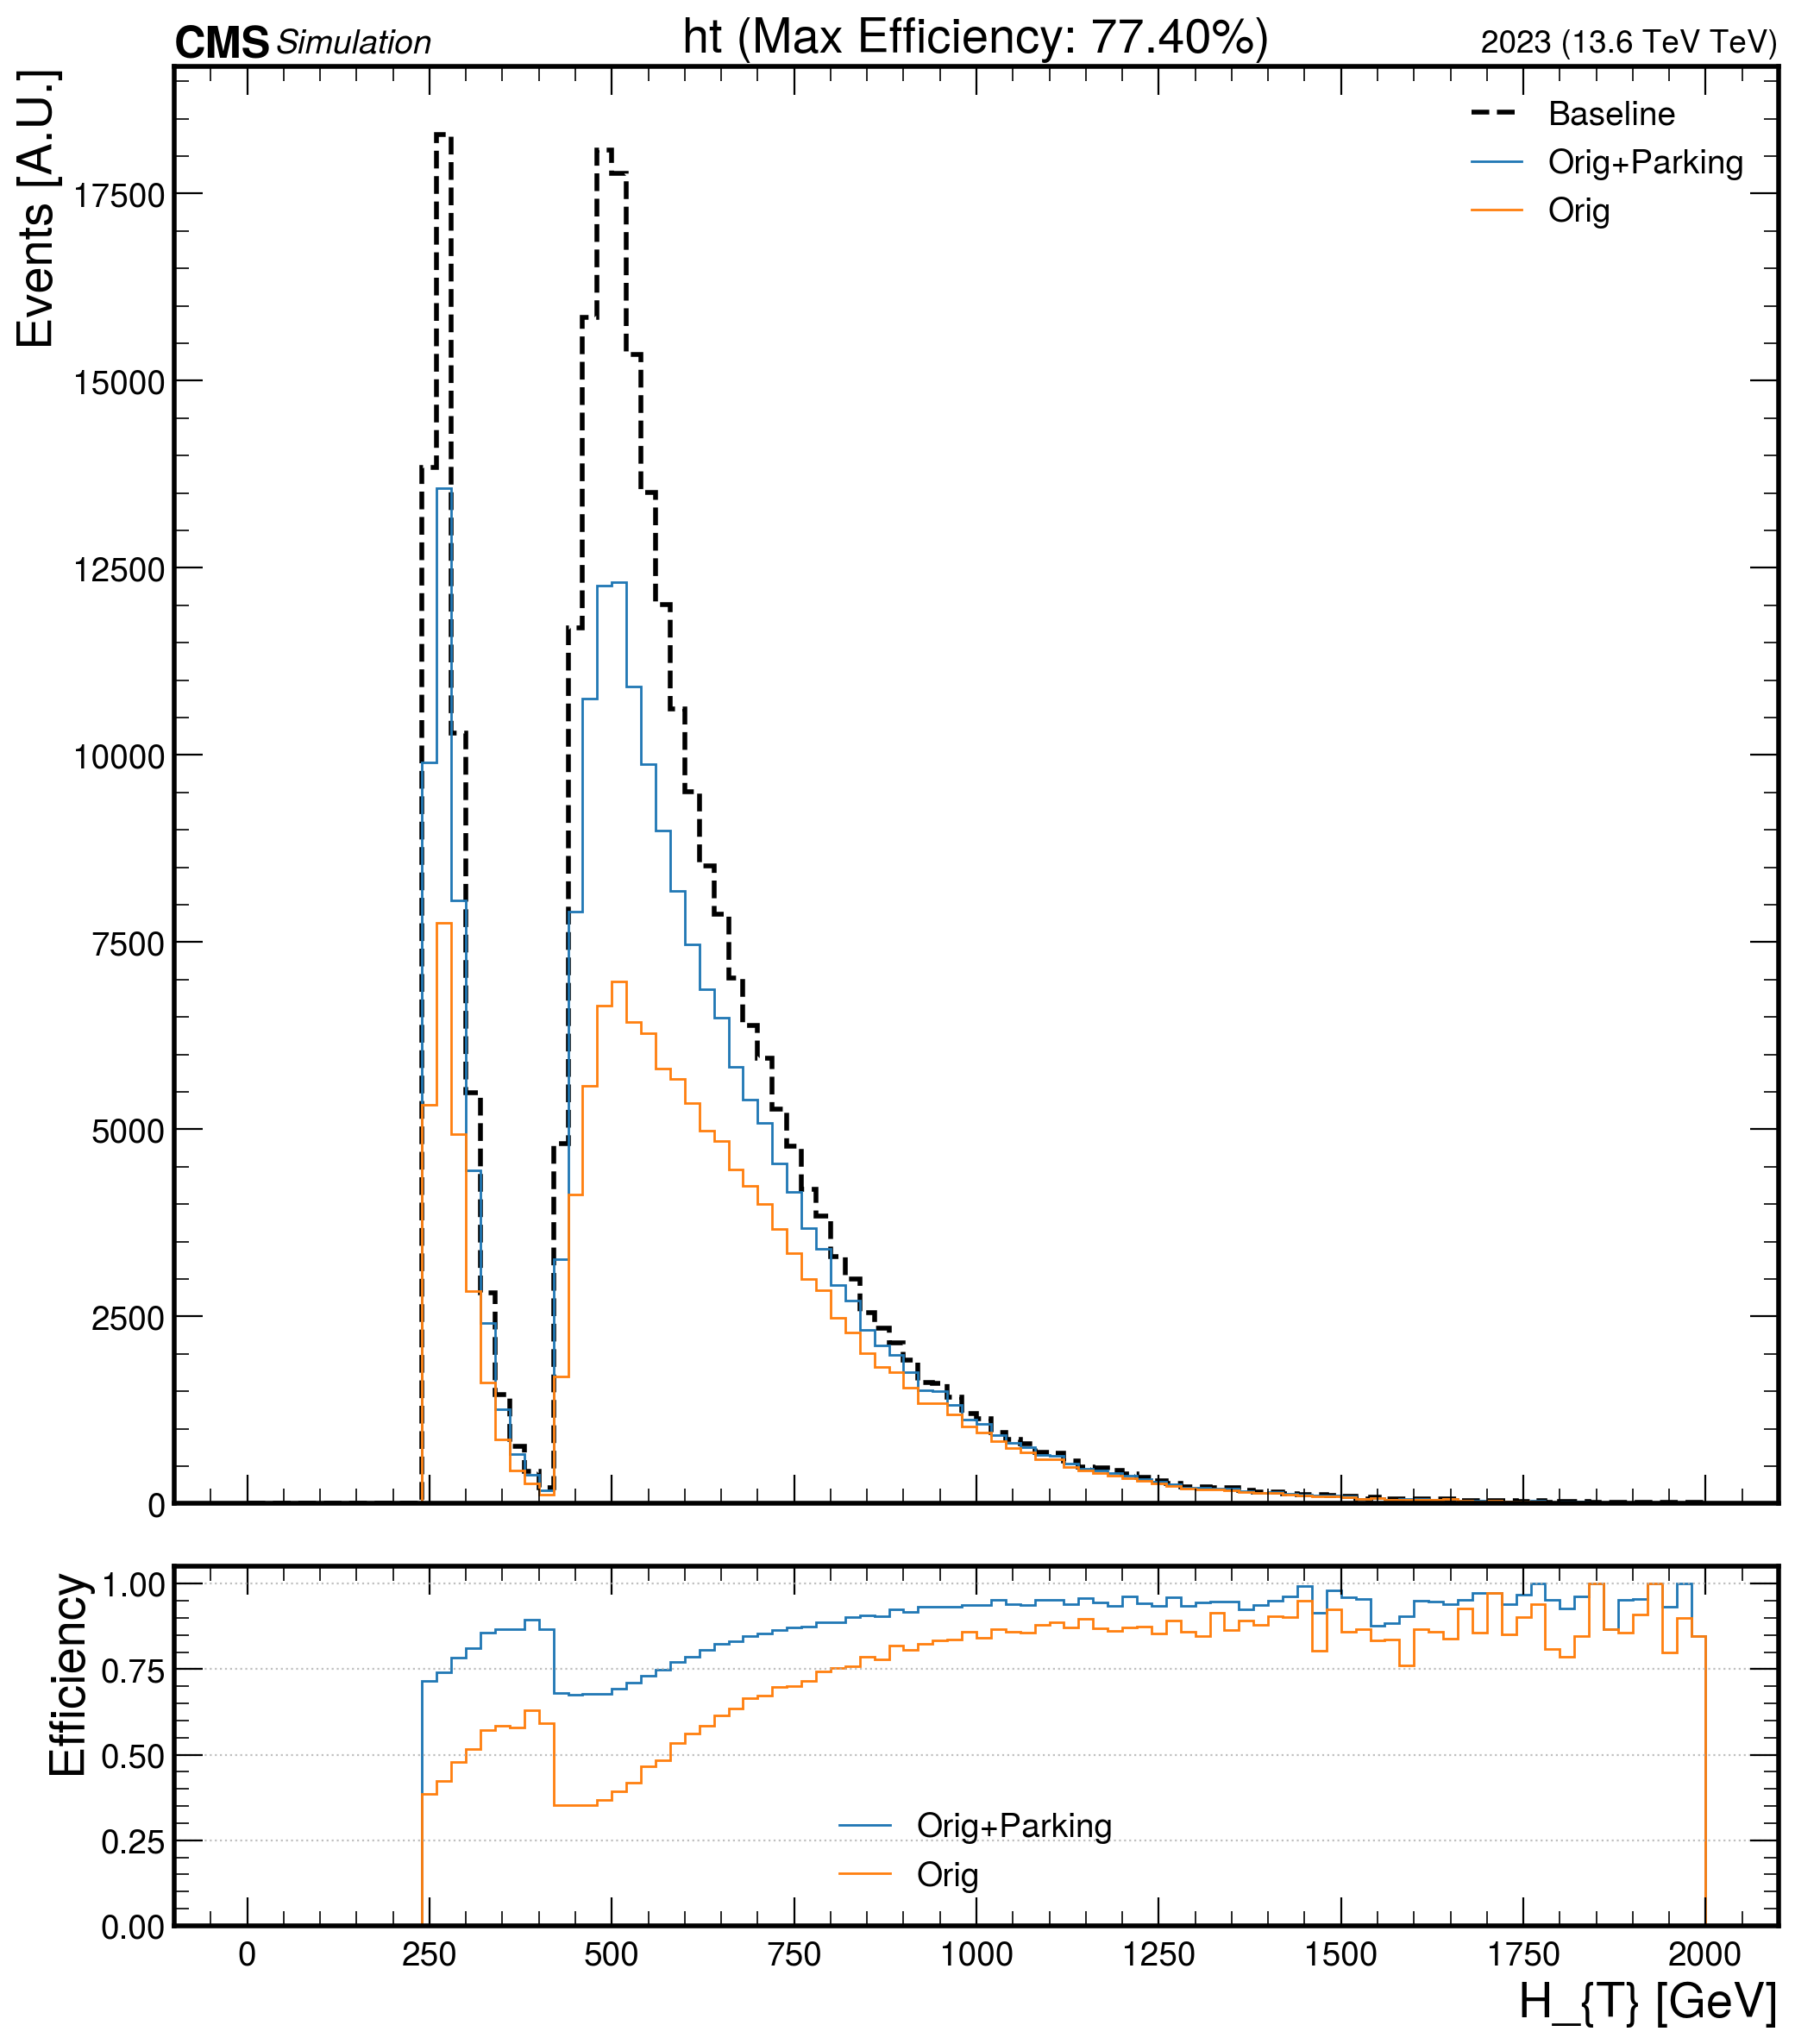 CMS Simulation ht (Max Efficiency: 77.40%) 2023 (13.6 TeV TeV)
Events [A.U.]
Baseline
Orig+Parking
Orig
17500
15000
12500
10000
7500
5000
2500
0
Efficiency
1.00
0.75
0.50
0.25
0.00
Orig+Parking
Orig
0 250 500 750 1000 1250 1500 1750 2000
H_{T} [GeV]